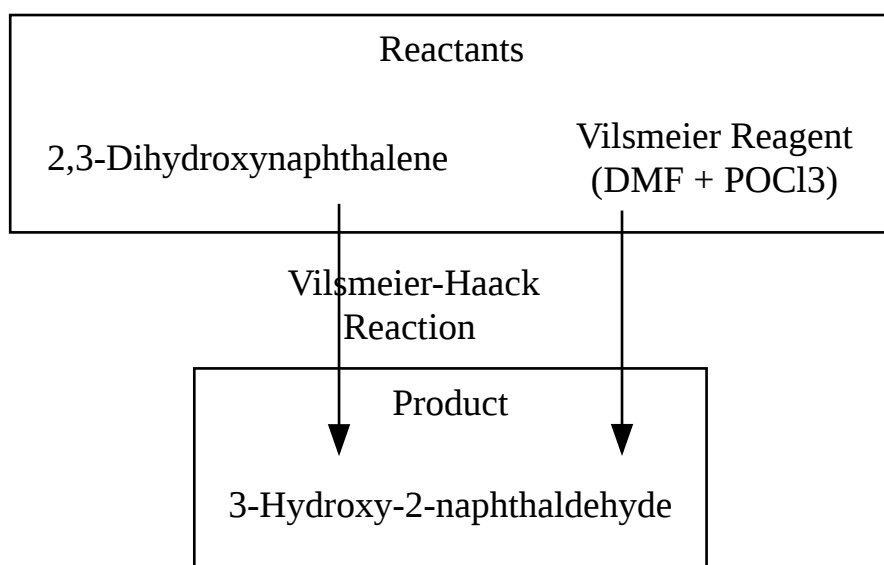 Reactants
2,3-Dihydroxynaphthalene
Vilsmeier Reagent
(DMF + POCl3)
Vilsmeier-Haack
Reaction
Product
3-Hydroxy-2-naphthaldehyde